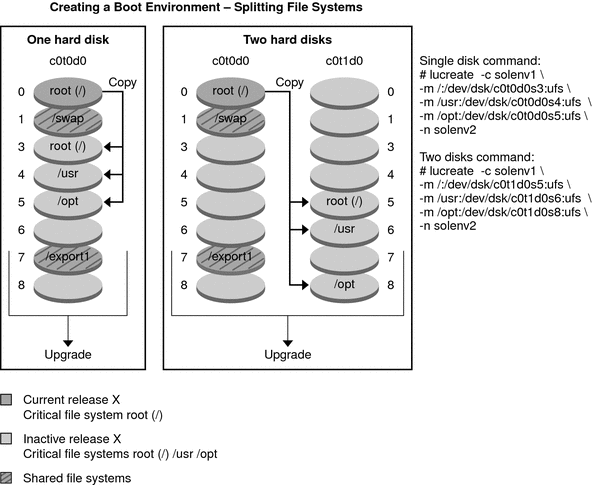 Creating a Boot Environment – Splitting File Systems
One hard disk
c0t0d0
Copy
0 root (/)
1 /swap
3 root (/)
4 /usr
5 /opt
6
7 /export1
8
Upgrade
Two hard disks
c0t0d0 c0t1d0
Copy
0 root (/) 0
1 /swap 1
3 3
4 4
5 root (/) 5
6 /usr 6
7 /export1 7
8 /opt 8
Upgrade
Single disk command:
# lucreate -c solenv1 \
-m /:/dev/dsk/c0t0d0s3:ufs \
-m /usr:/dev/dsk/c0t0d0s4:ufs \
-m /opt:/dev/dsk/c0t0d0s5:ufs \
-n solenv2
Two disks command:
# lucreate -c solenv1 \
-m /:/dev/dsk/c0t1d0s5:ufs \
-m /usr:/dev/dsk/c0t1d0s6:ufs \
-m /opt:/dev/dsk/c0t1d0s8:ufs \
-n solenv2
Current release X
Critical file system root (/)
Inactive release X
Critical file systems root (/) /usr /opt
Shared file systems